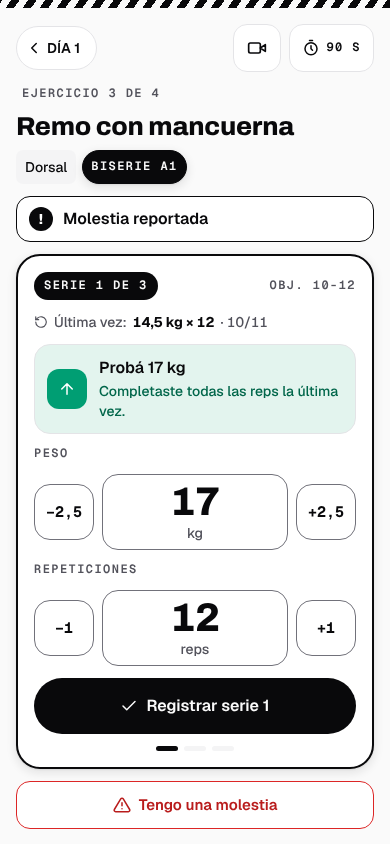 DÍA 1
90 S
EJERCICIO 3 DE 4
Remo con mancuerna
Dorsal
BISERIE A1
! Molestia reportada
SERIE 1 DE 3
OBJ. 10-12
Última vez: 14,5 kg × 12 · 10/11
Probá 17 kg
Completaste todas las reps la última
vez.
PESO
−2,5
17
kg
+2,5
REPETICIONES
−1
12
reps
+1
Registrar serie 1
Tengo una molestia